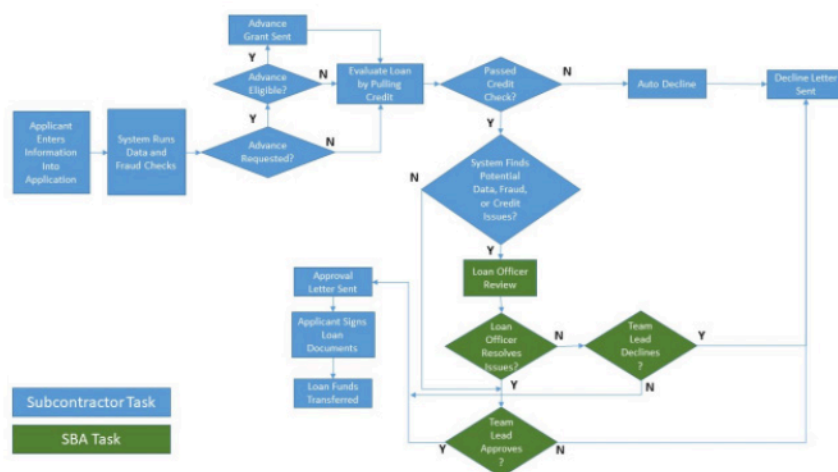 Advance
Grant Sent
Y
Advance
Eligible?
N
Evaluate Loan
by Pulling
Credit
Passed
Credit
Check?
N
Auto Decline
Decline Letter
Sent
Applicant
Enters
Information
Into
Application
System Runs
Data and
Fraud Checks
Y
Advance
Requested?
N
Y
System Finds
Potential
Data, Fraud,
or Credit
Issues?
N
Y
Loan Officer
Review
Approval
Letter Sent
Applicant Signs
Loan
Documents
Loan Funds
Transferred
Loan
Officer
Resolves
Issues?
N
Team
Lead
Declines
?
Y
Y
N
Subcontractor Task
SBA Task
Y
Team
Lead
Approves
?
N